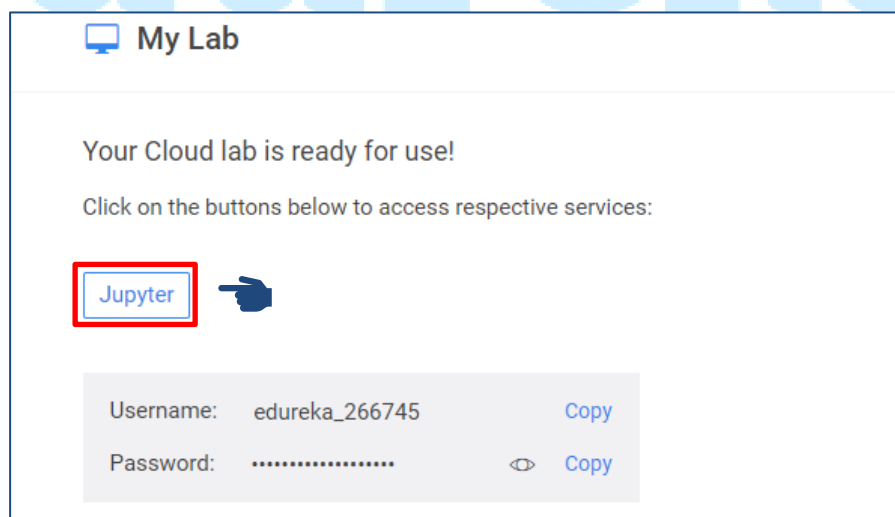 My Lab
Your Cloud lab is ready for use!
Click on the buttons below to access respective services:
Jupyter
Username: edureka_266745 Copy
Password: ••••••••••••••••••• Copy